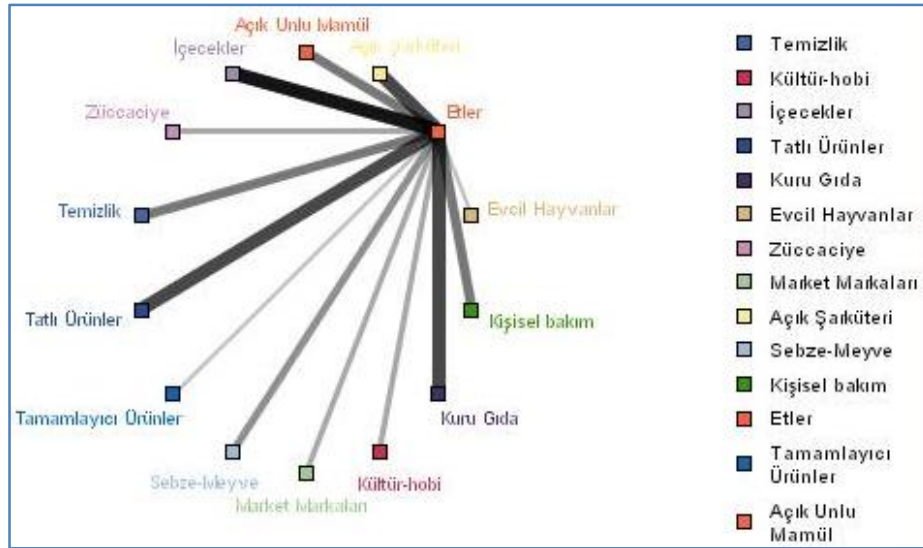 Açık Unlu Mamül
İçecekler
Açık Şarküteri
Züccaciye
Etler
Temizlik
Evcil Hayvanlar
Tatlı Ürünler
Kişisel bakım
Tamamlayıcı Ürünler
Kuru Gıda
Sebze-Meyve
Kültür-hobi
Market Markaları
Temizlik
Kültür-hobi
İçecekler
Tatlı Ürünler
Kuru Gıda
Evcil Hayvanlar
Züccaciye
Market Markaları
Açık Şarküteri
Sebze-Meyve
Kişisel bakım
Etler
Tamamlayıcı
Ürünler
Açık Unlu
Mamül